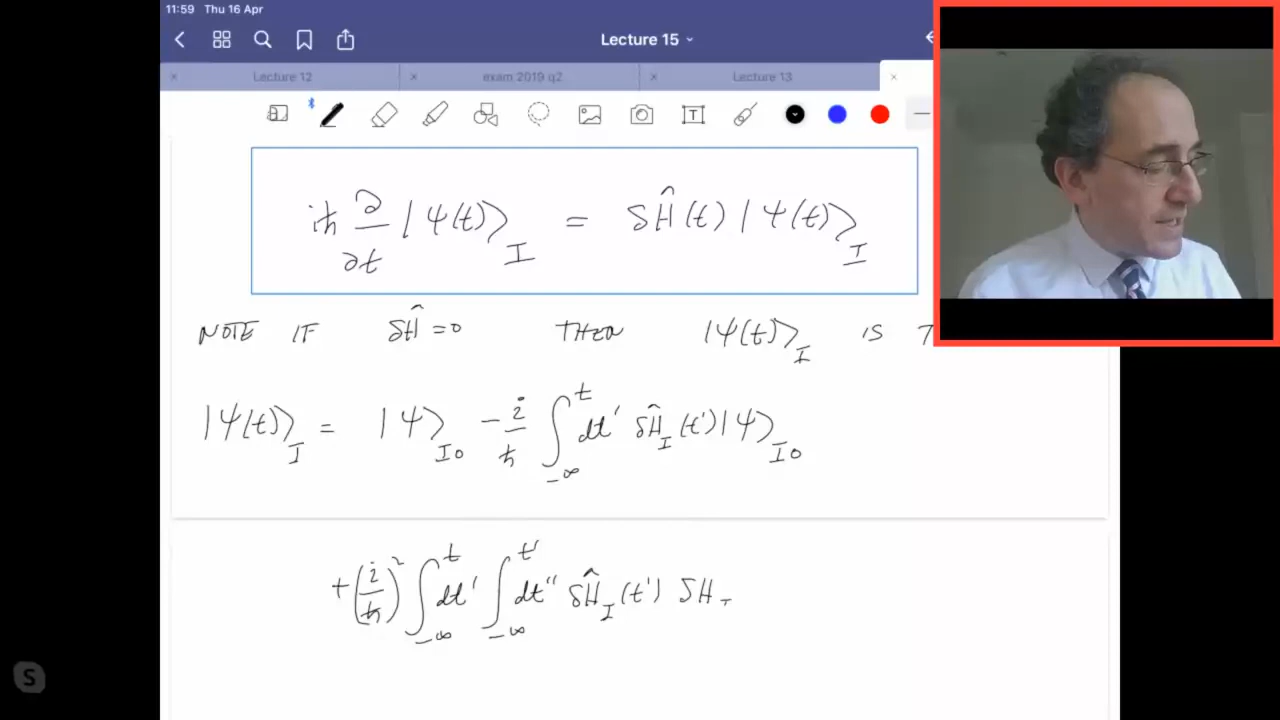 11:59 Thu 16 Apr
Lecture 15
Lecture 12 exam 2019 q2 Lecture 13
iℏ ∂/∂t |Ψ(t)⟩_I = δĤ(t) |Ψ(t)⟩_I
NOTE IF δĤ = 0 THEN |Ψ(t)⟩_I IS T
|Ψ(t)⟩_I = |Ψ⟩_I0 - i/ℏ ∫_-∞^t dt' δĤ_I (t') |Ψ⟩_I0
+ (i/ℏ)^2 ∫_-∞^t dt' ∫_-∞^t' dt'' δĤ_I (t') δH
S